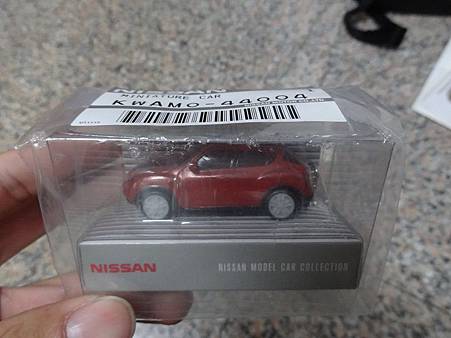 MINIATURE CAR
KWAMO-44004
NISSAN
NISSAN MODEL CAR COLLECTION